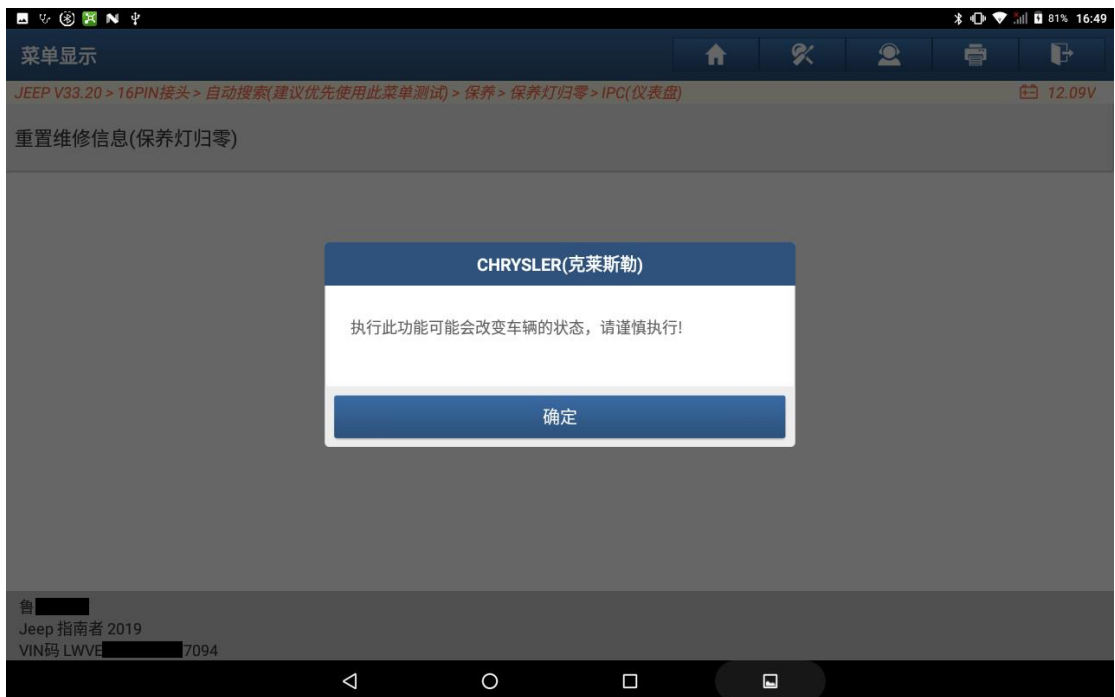 81% 16:49
菜单显示
JEEP V33.20 > 16PIN接头 > 自动搜索(建议优先使用此菜单测试) > 保养 > 保养灯归零 > IPC(仪表盘) 12.09V
重置维修信息(保养灯归零)
CHRYSLER(克莱斯勒)
执行此功能可能会改变车辆的状态，请谨慎执行!
确定
鲁
Jeep 指南者 2019
VIN码 LWVE 7094